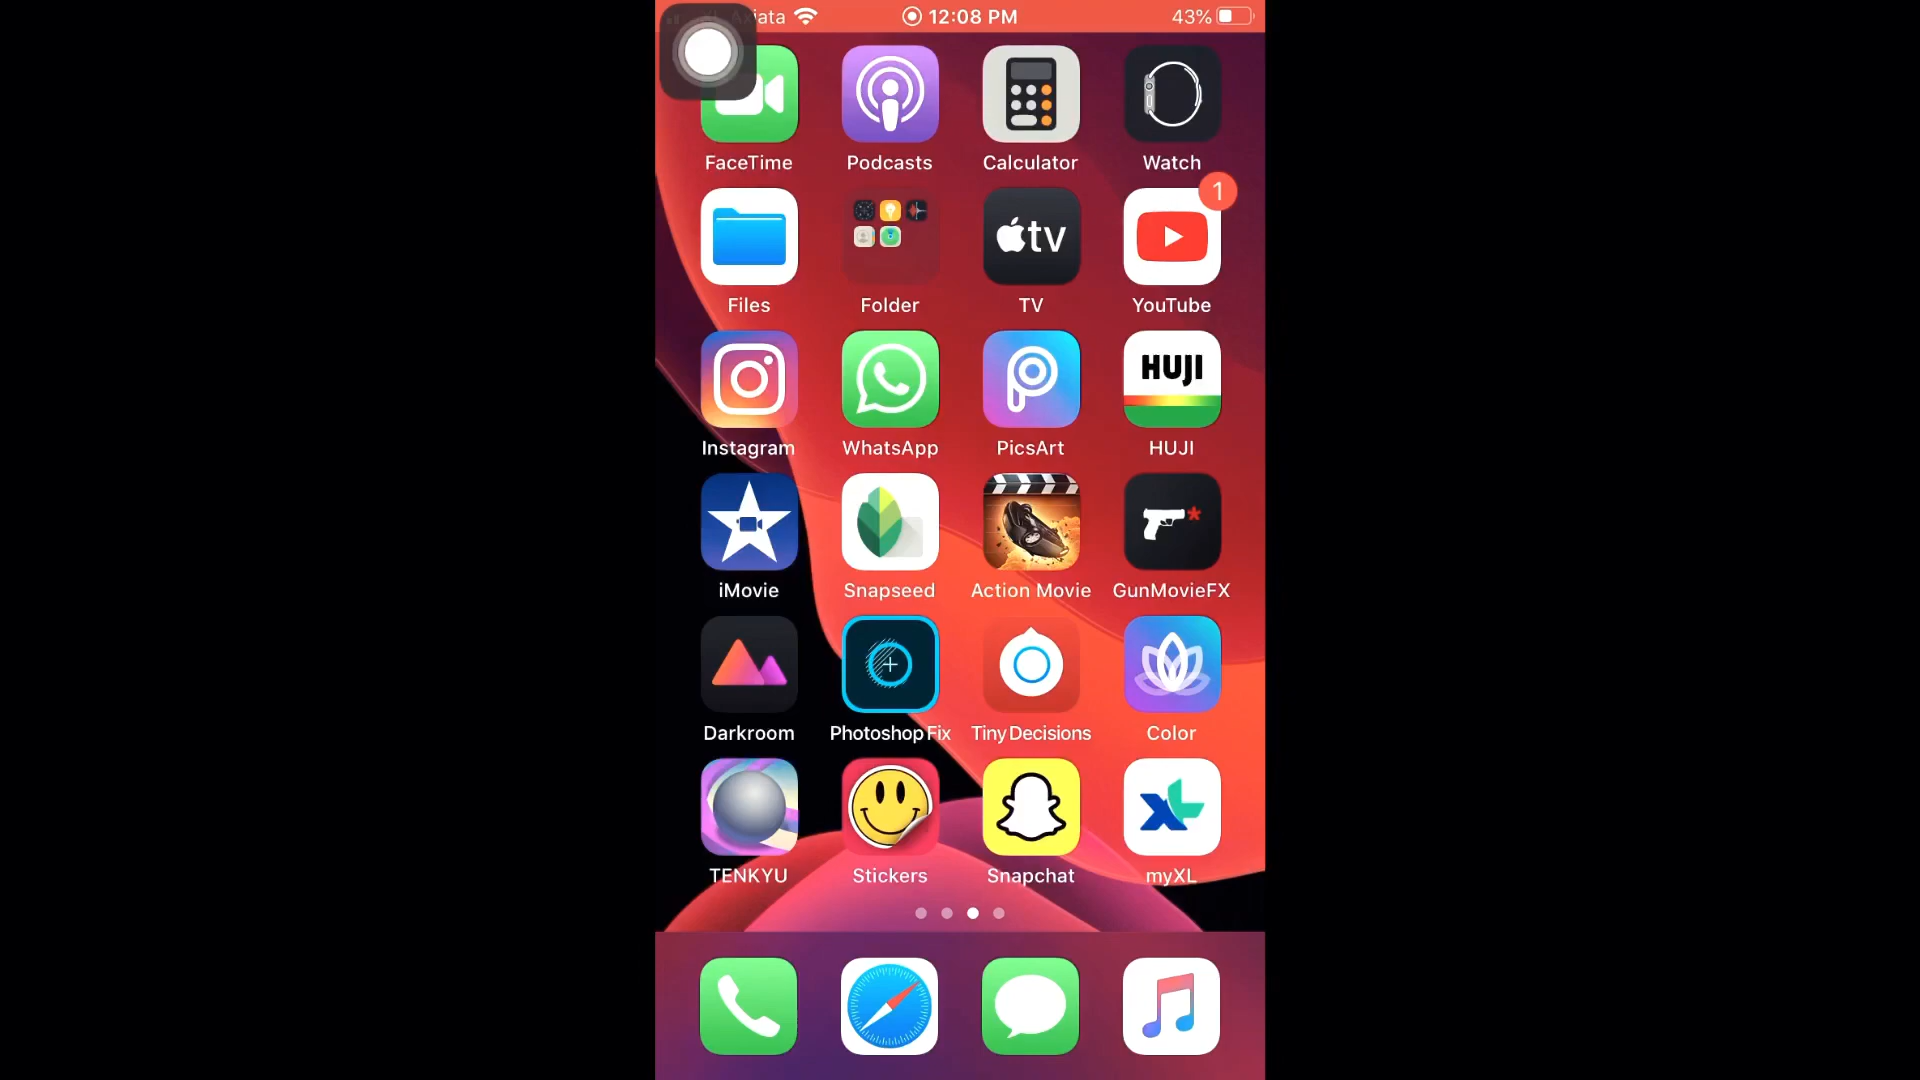 12:08 PM
43%
FaceTime Podcasts Calculator Watch
tv
1
Files Folder TV YouTube
HUJI
Instagram WhatsApp PicsArt HUJI
iMovie Snapseed Action Movie GunMovieFX
Darkroom Photoshop Fix Tiny Decisions Color
XL
TENKYU Stickers Snapchat myXL